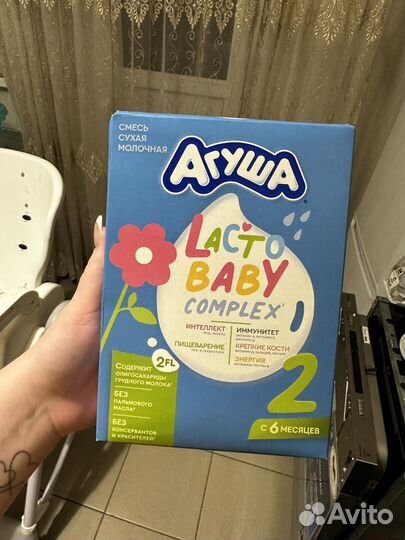 СМЕСЬ
СУХАЯ
МОЛОЧНАЯ
АГУША
LACTO
BABY
COMPLEX
ИНТЕЛЛЕКТ
ИММУНИТЕТ
ПИЩЕВАРЕНИЕ
КРЕПКИЕ КОСТИ
ЭНЕРГИЯ
2FL
СОДЕРЖИТ
ОЛИГОСАХАРИДЫ
ГРУДНОГО МОЛОКА
БЕЗ
ПАЛЬМОВОГО
МАСЛА
БЕЗ
КОНСЕРВАНТОВ
И КРАСИТЕЛЕЙ
2
С 6 МЕСЯЦЕВ
Avito